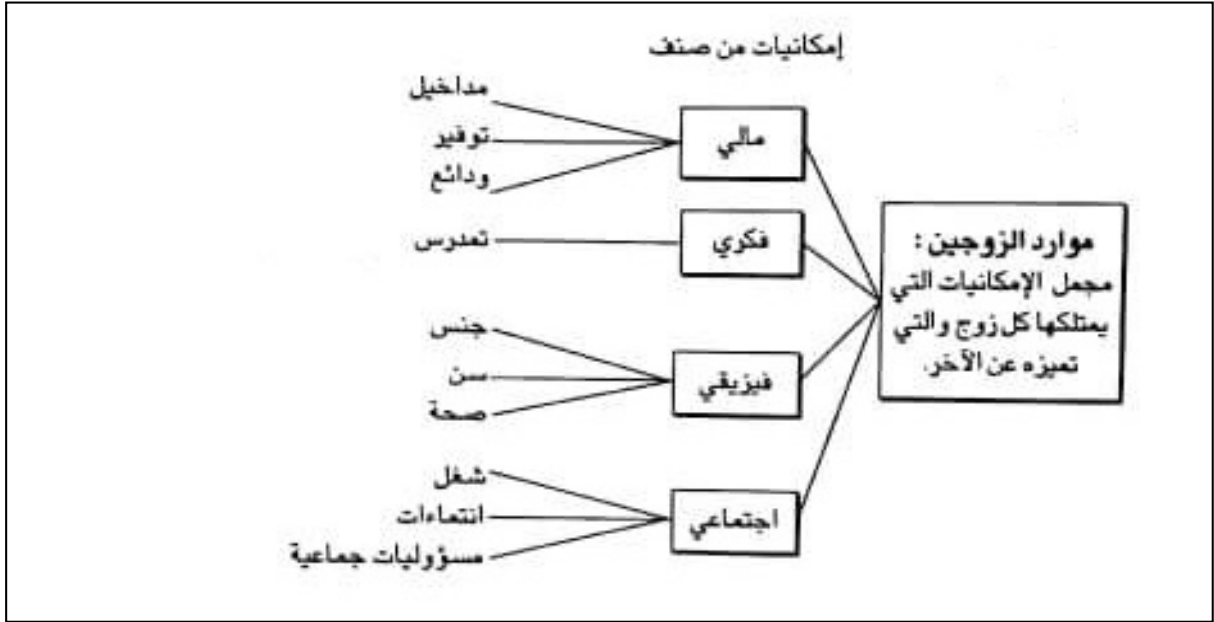 إمكانيات من صنف
موارد الزوجين :
مجمل الإمكانيات التي
يمتلكها كل زوج والتي
تميزه عن الآخر.
مالي
مداخيل
توفير
ودائع
فكري
تمدرس
فيزيقي
جنس
سن
صحة
اجتماعي
شغل
انتماءات
مسؤوليات جماعية